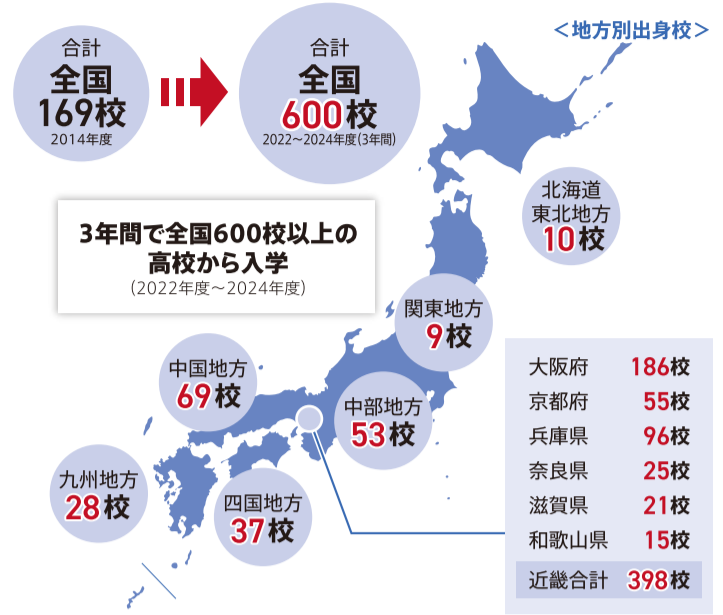 <地方別出身校>
合計
全国
169校
2014年度
合計
全国
600校
2022〜2024年度(3年間)
3年間で全国600校以上の
高校から入学
(2022年度〜2024年度)
北海道
東北地方
10校
関東地方
9校
中国地方
69校
中部地方
53校
九州地方
28校
四国地方
37校
大阪府 186校
京都府 55校
兵庫県 96校
奈良県 25校
滋賀県 21校
和歌山県 15校
近畿合計 398校